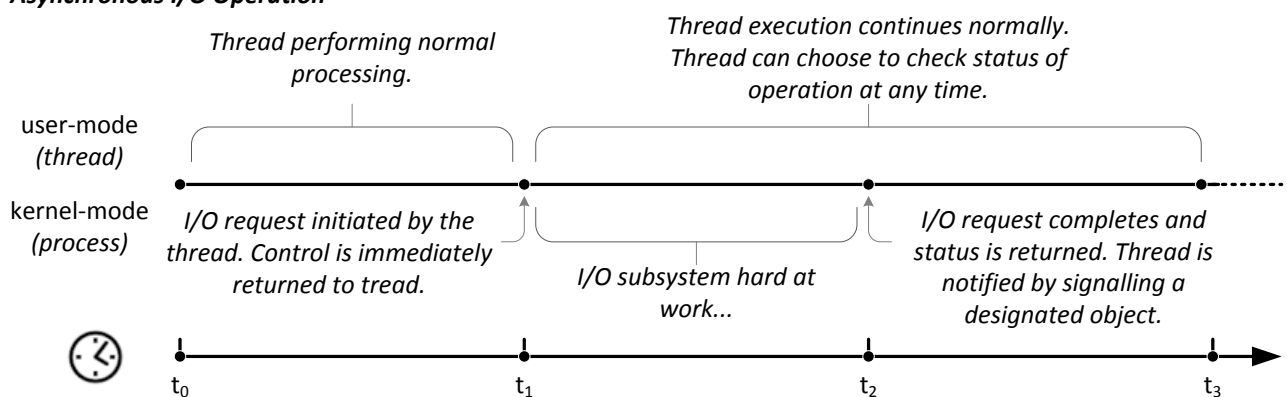 Asynchronous I/O Operation
Thread performing normal
processing.
Thread execution continues normally.
Thread can choose to check status of
operation at any time.
user-mode
(thread)
kernel-mode
(process)
I/O request initiated by the
thread. Control is immediately
returned to tread.
I/O subsystem hard at
work...
I/O request completes and
status is returned. Thread is
notified by signalling a
designated object.
t₀ t₁ t₂ t₃